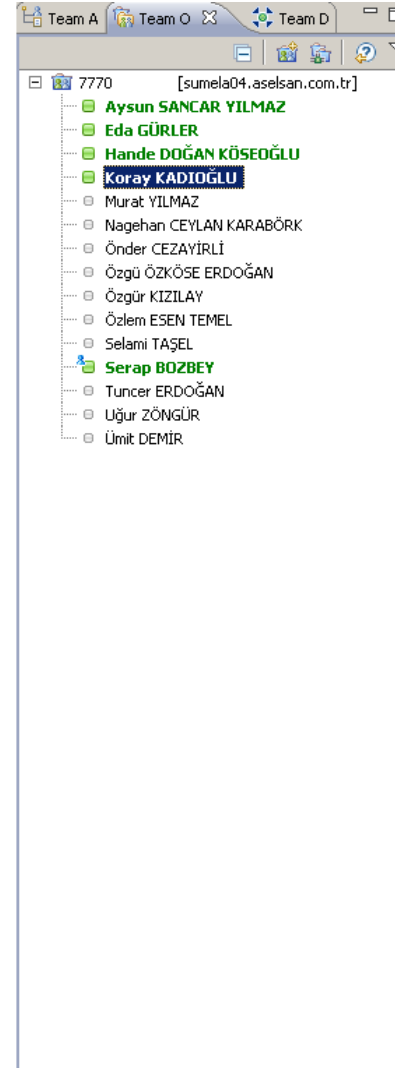 Team A Team O Team D
7770 [sumela04.aselsan.com.tr]
Aysun SANCAR YILMAZ
Eda GÜRLER
Hande DOĞAN KÖSEOĞLU
Koray KADIOĞLU
Murat YILMAZ
Nagehan CEYLAN KARABÖRK
Önder CEZAYİRLİ
Özgü ÖZKÖSE ERDOĞAN
Özgür KIZILAY
Özlem ESEN TEMEL
Selami TAŞEL
Serap BOZBEY
Tuncer ERDOĞAN
Uğur ZÖNGÜR
Ümit DEMİR